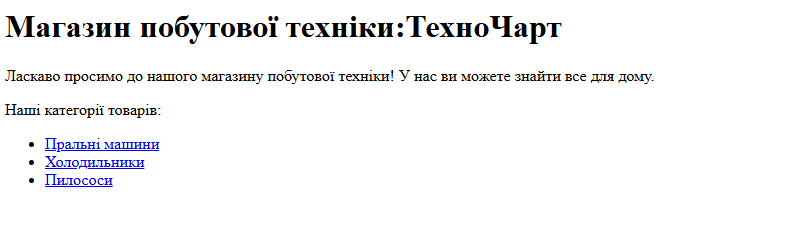 Магазин побутової техніки:ТехноЧарт
Ласкаво просимо до нашого магазину побутової техніки! У нас ви можете знайти все для дому.
Наші категорії товарів:
Пральні машини
Холодильники
Пилососи